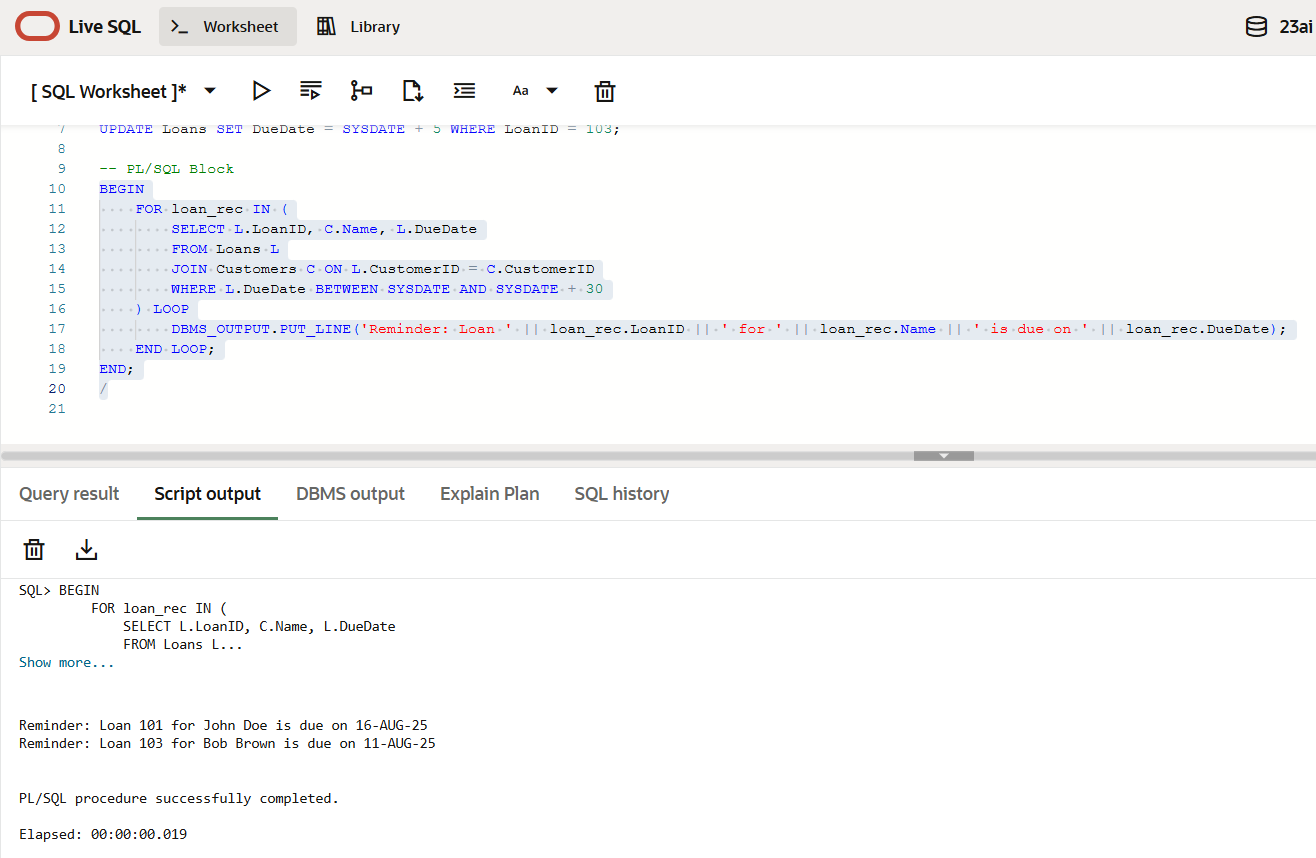 Live SQL Worksheet Library 23ai
[ SQL Worksheet ]* Aa
7 UPDATE Loans SET DueDate = SYSDATE + 5 WHERE LoanID = 103;
8
9 -- PL/SQL Block
10 BEGIN
11 FOR loan_rec IN (
12 SELECT L.LoanID, C.Name, L.DueDate
13 FROM Loans L
14 JOIN Customers C ON L.CustomerID = C.CustomerID
15 WHERE L.DueDate BETWEEN SYSDATE AND SYSDATE + 30
16 ) LOOP
17 DBMS_OUTPUT.PUT_LINE('Reminder: Loan ' || loan_rec.LoanID || ' for ' || loan_rec.Name || ' is due on ' || loan_rec.DueDate);
18 END LOOP;
19 END;
20 /
21
Query result Script output DBMS output Explain Plan SQL history
SQL> BEGIN
FOR loan_rec IN (
SELECT L.LoanID, C.Name, L.DueDate
FROM Loans L...
Show more...
Reminder: Loan 101 for John Doe is due on 16-AUG-25
Reminder: Loan 103 for Bob Brown is due on 11-AUG-25
PL/SQL procedure successfully completed.
Elapsed: 00:00:00.019